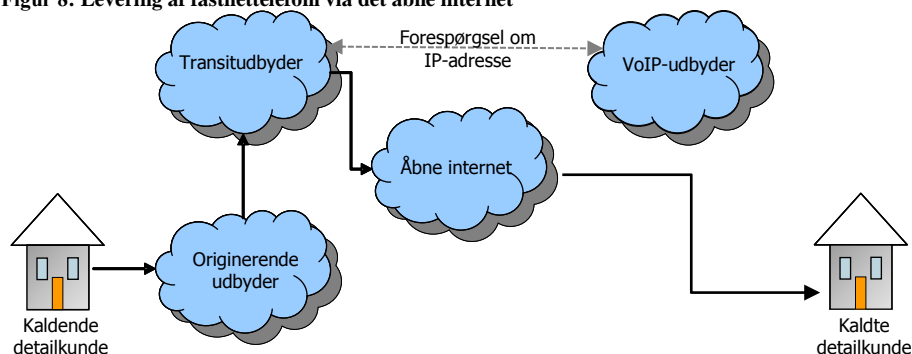 Figur 8: Levering af fastnettelefoni via det åbne internet
Forespørgsel om
IP-adresse
Transitudbyder
VoIP-udbyder
Åbne internet
Originerende
udbyder
Kaldende
detailkunde
Kaldte
detailkunde